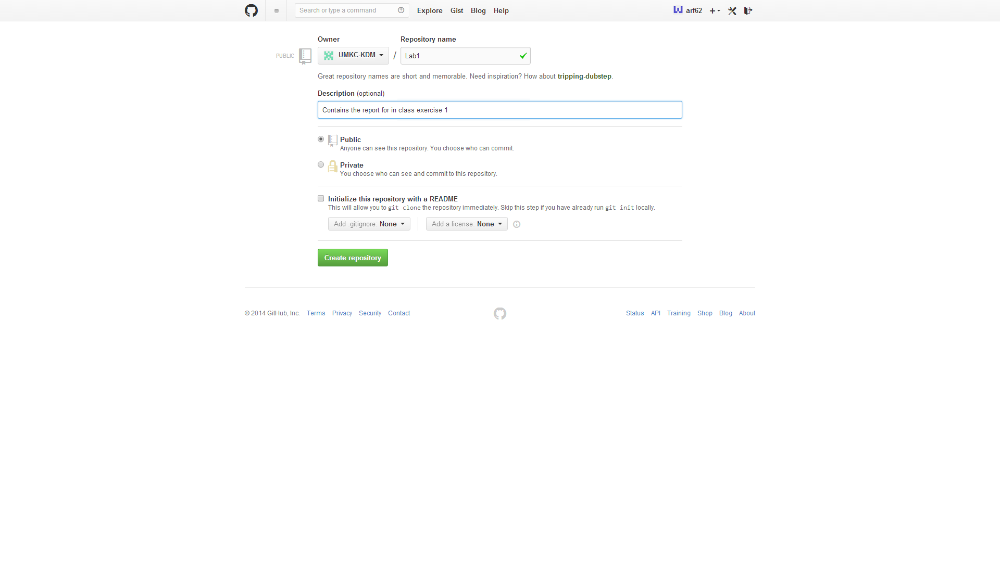 Search or type a command
Explore Gist Blog Help
arf62
Owner
Repository name
PUBLIC
UMKC-KDM / Lab1
Great repository names are short and memorable. Need inspiration? How about tripping-dubstep.
Description (optional)
Contains the report for in class exercise 1
Public
Anyone can see this repository. You choose who can commit.
Private
You choose who can see and commit to this repository.
Initialize this repository with a README
This will allow you to git clone the repository immediately. Skip this step if you have already run git init locally.
Add .gitignore: None
Add a license: None
Create repository
© 2014 GitHub, Inc. Terms Privacy Security Contact
Status API Training Shop Blog About